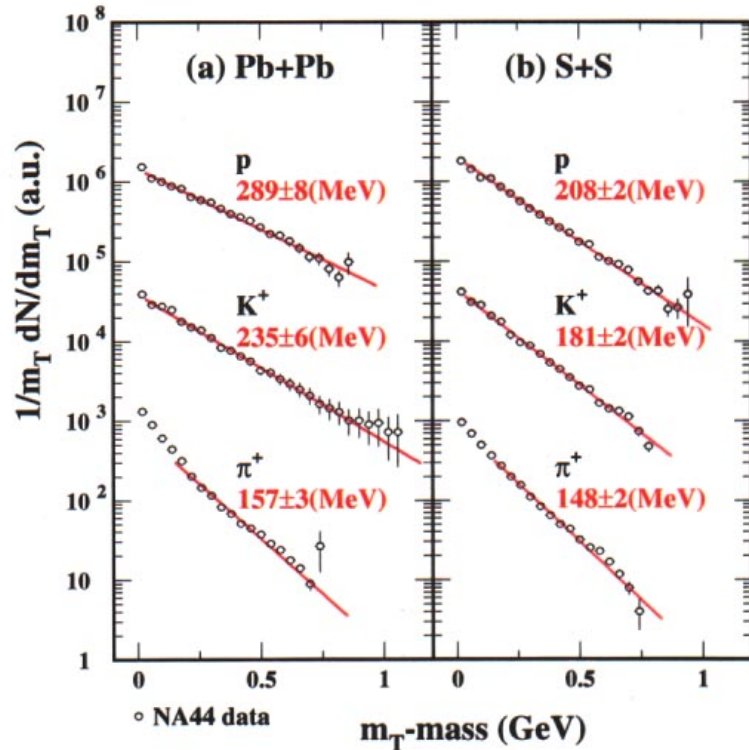 10^8
10^7
10^6
10^5
10^4
10^3
10^2
10
1
1/m_T dN/dm_T (a.u.)
(a) Pb+Pb
p
289±8(MeV)
K^+
235±6(MeV)
π^+
157±3(MeV)
(b) S+S
p
208±2(MeV)
K^+
181±2(MeV)
π^+
148±2(MeV)
0 0.5 1 0 0.5 1
NA44 data
m_T-mass (GeV)